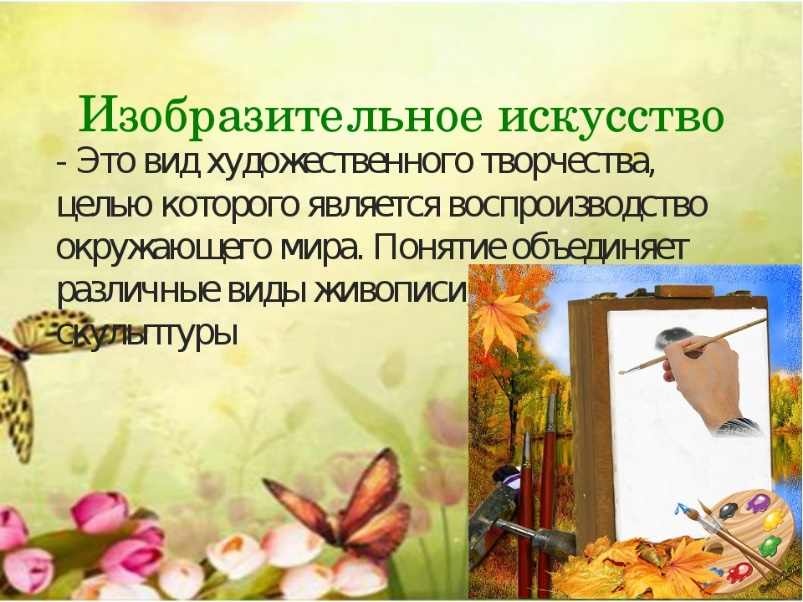 Изобразительное искусство
- Это вид художественного творчества,
целью которого является воспроизводство
окружающего мира. Понятие объединяет
различные виды живописи
скульптуры